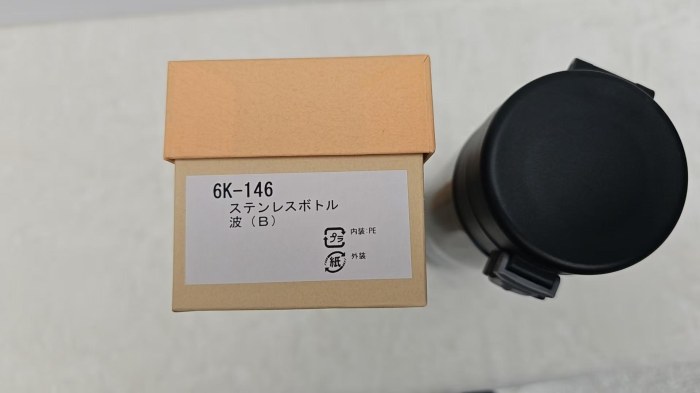 6K-146
ステンレスボトル
波（B）
プラ
内装:PE
紙
外装